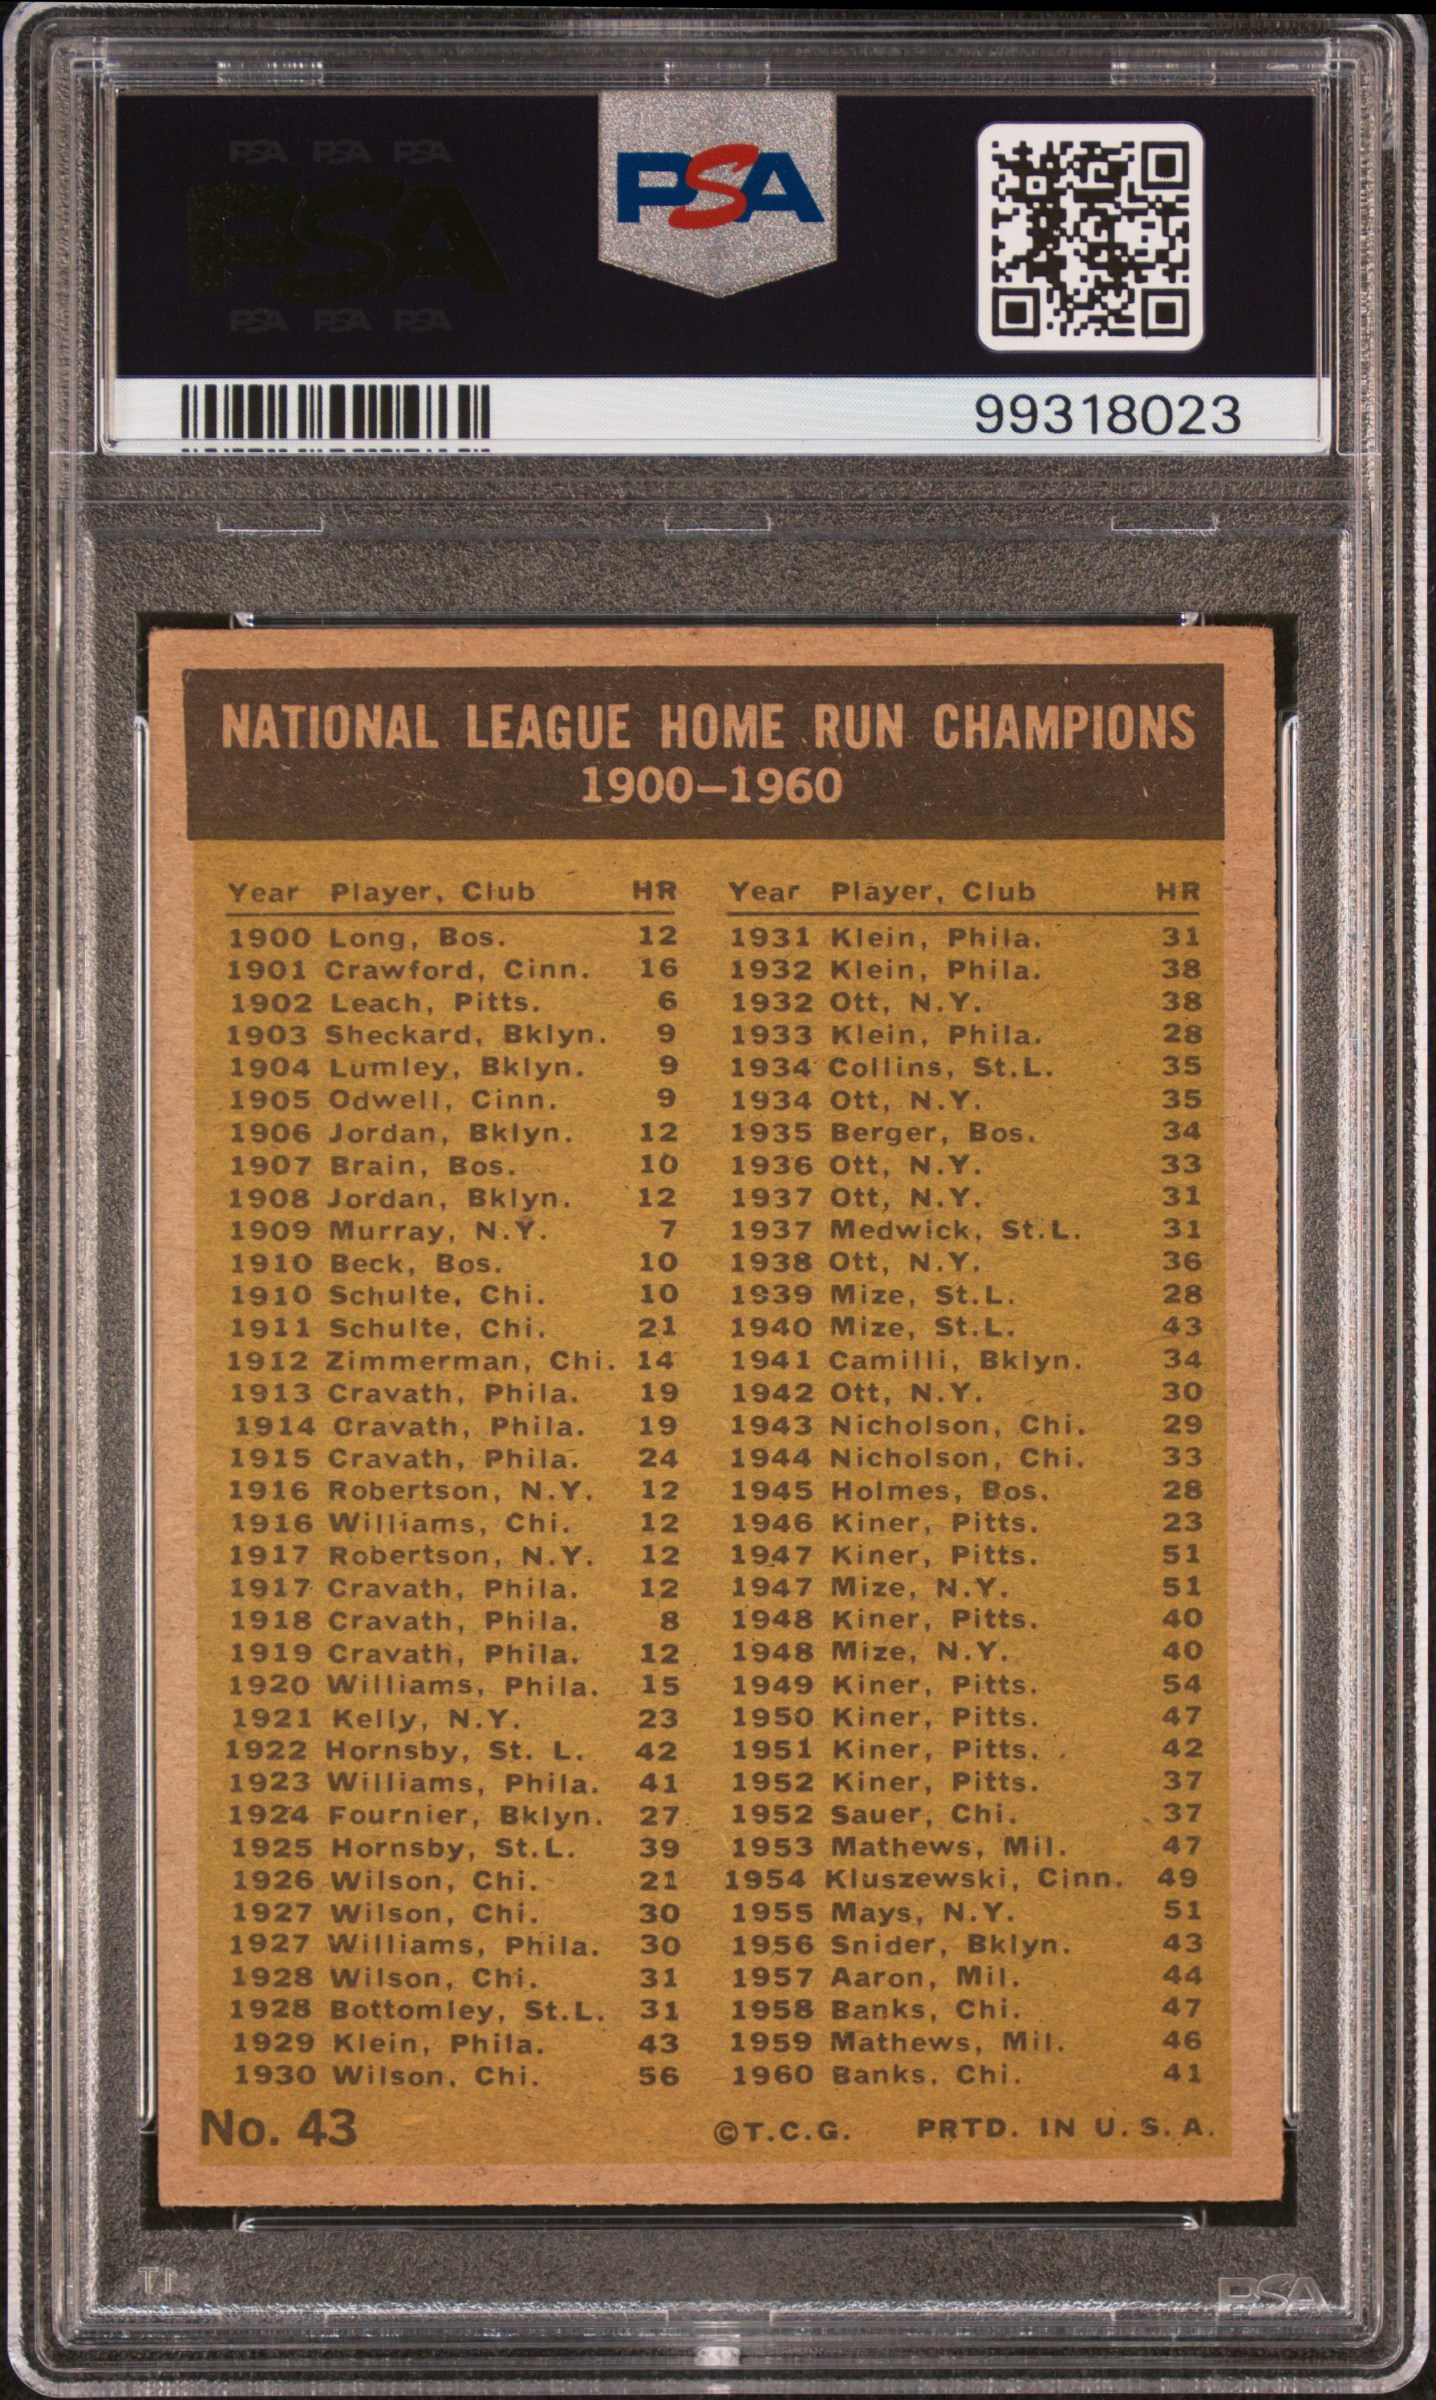 PSA PSA PSA
PSA
PSA PSA PSA
PSA
99318023
NATIONAL LEAGUE HOME RUN CHAMPIONS
1900–1960
Year Player, Club HR
1900 Long, Bos. 12
1901 Crawford, Cinn. 16
1902 Leach, Pitts. 6
1903 Sheckard, Bklyn. 9
1904 Lumley, Bklyn. 9
1905 Odwell, Cinn. 9
1906 Jordan, Bklyn. 12
1907 Brain, Bos. 10
1908 Jordan, Bklyn. 12
1909 Murray, N.Y. 7
1910 Beck, Bos. 10
1910 Schulte, Chi. 10
1911 Schulte, Chi. 21
1912 Zimmerman, Chi. 14
1913 Cravath, Phila. 19
1914 Cravath, Phila. 19
1915 Cravath, Phila. 24
1916 Robertson, N.Y. 12
1916 Williams, Chi. 12
1917 Robertson, N.Y. 12
1917 Cravath, Phila. 12
1918 Cravath, Phila. 8
1919 Cravath, Phila. 12
1920 Williams, Phila. 15
1921 Kelly, N.Y. 23
1922 Hornsby, St. L. 42
1923 Williams, Phila. 41
1924 Fournier, Bklyn. 27
1925 Hornsby, St.L. 39
1926 Wilson, Chi. 21
1927 Wilson, Chi. 30
1927 Williams, Phila. 30
1928 Wilson, Chi. 31
1928 Bottomley, St.L. 31
1929 Klein, Phila. 43
1930 Wilson, Chi. 56
Year Player, Club HR
1931 Klein, Phila. 31
1932 Klein, Phila. 38
1932 Ott, N.Y. 38
1933 Klein, Phila. 28
1934 Collins, St.L. 35
1934 Ott, N.Y. 35
1935 Berger, Bos. 34
1936 Ott, N.Y. 33
1937 Ott, N.Y. 31
1937 Medwick, St.L. 31
1938 Ott, N.Y. 36
1939 Mize, St.L. 28
1940 Mize, St.L. 43
1941 Camilli, Bklyn. 34
1942 Ott, N.Y. 30
1943 Nicholson, Chi. 29
1944 Nicholson, Chi. 33
1945 Holmes, Bos. 28
1946 Kiner, Pitts. 23
1947 Kiner, Pitts. 51
1947 Mize, N.Y. 51
1948 Kiner, Pitts. 40
1948 Mize, N.Y. 40
1949 Kiner, Pitts. 54
1950 Kiner, Pitts. 47
1951 Kiner, Pitts. 42
1952 Kiner, Pitts. 37
1952 Sauer, Chi. 37
1953 Mathews, Mil. 47
1954 Kluszewski, Cinn. 49
1955 Mays, N.Y. 51
1956 Snider, Bklyn. 43
1957 Aaron, Mil. 44
1958 Banks, Chi. 47
1959 Mathews, Mil. 46
1960 Banks, Chi. 41
No. 43 ©T.C.G. PRTD. IN U.S.A.
PSA